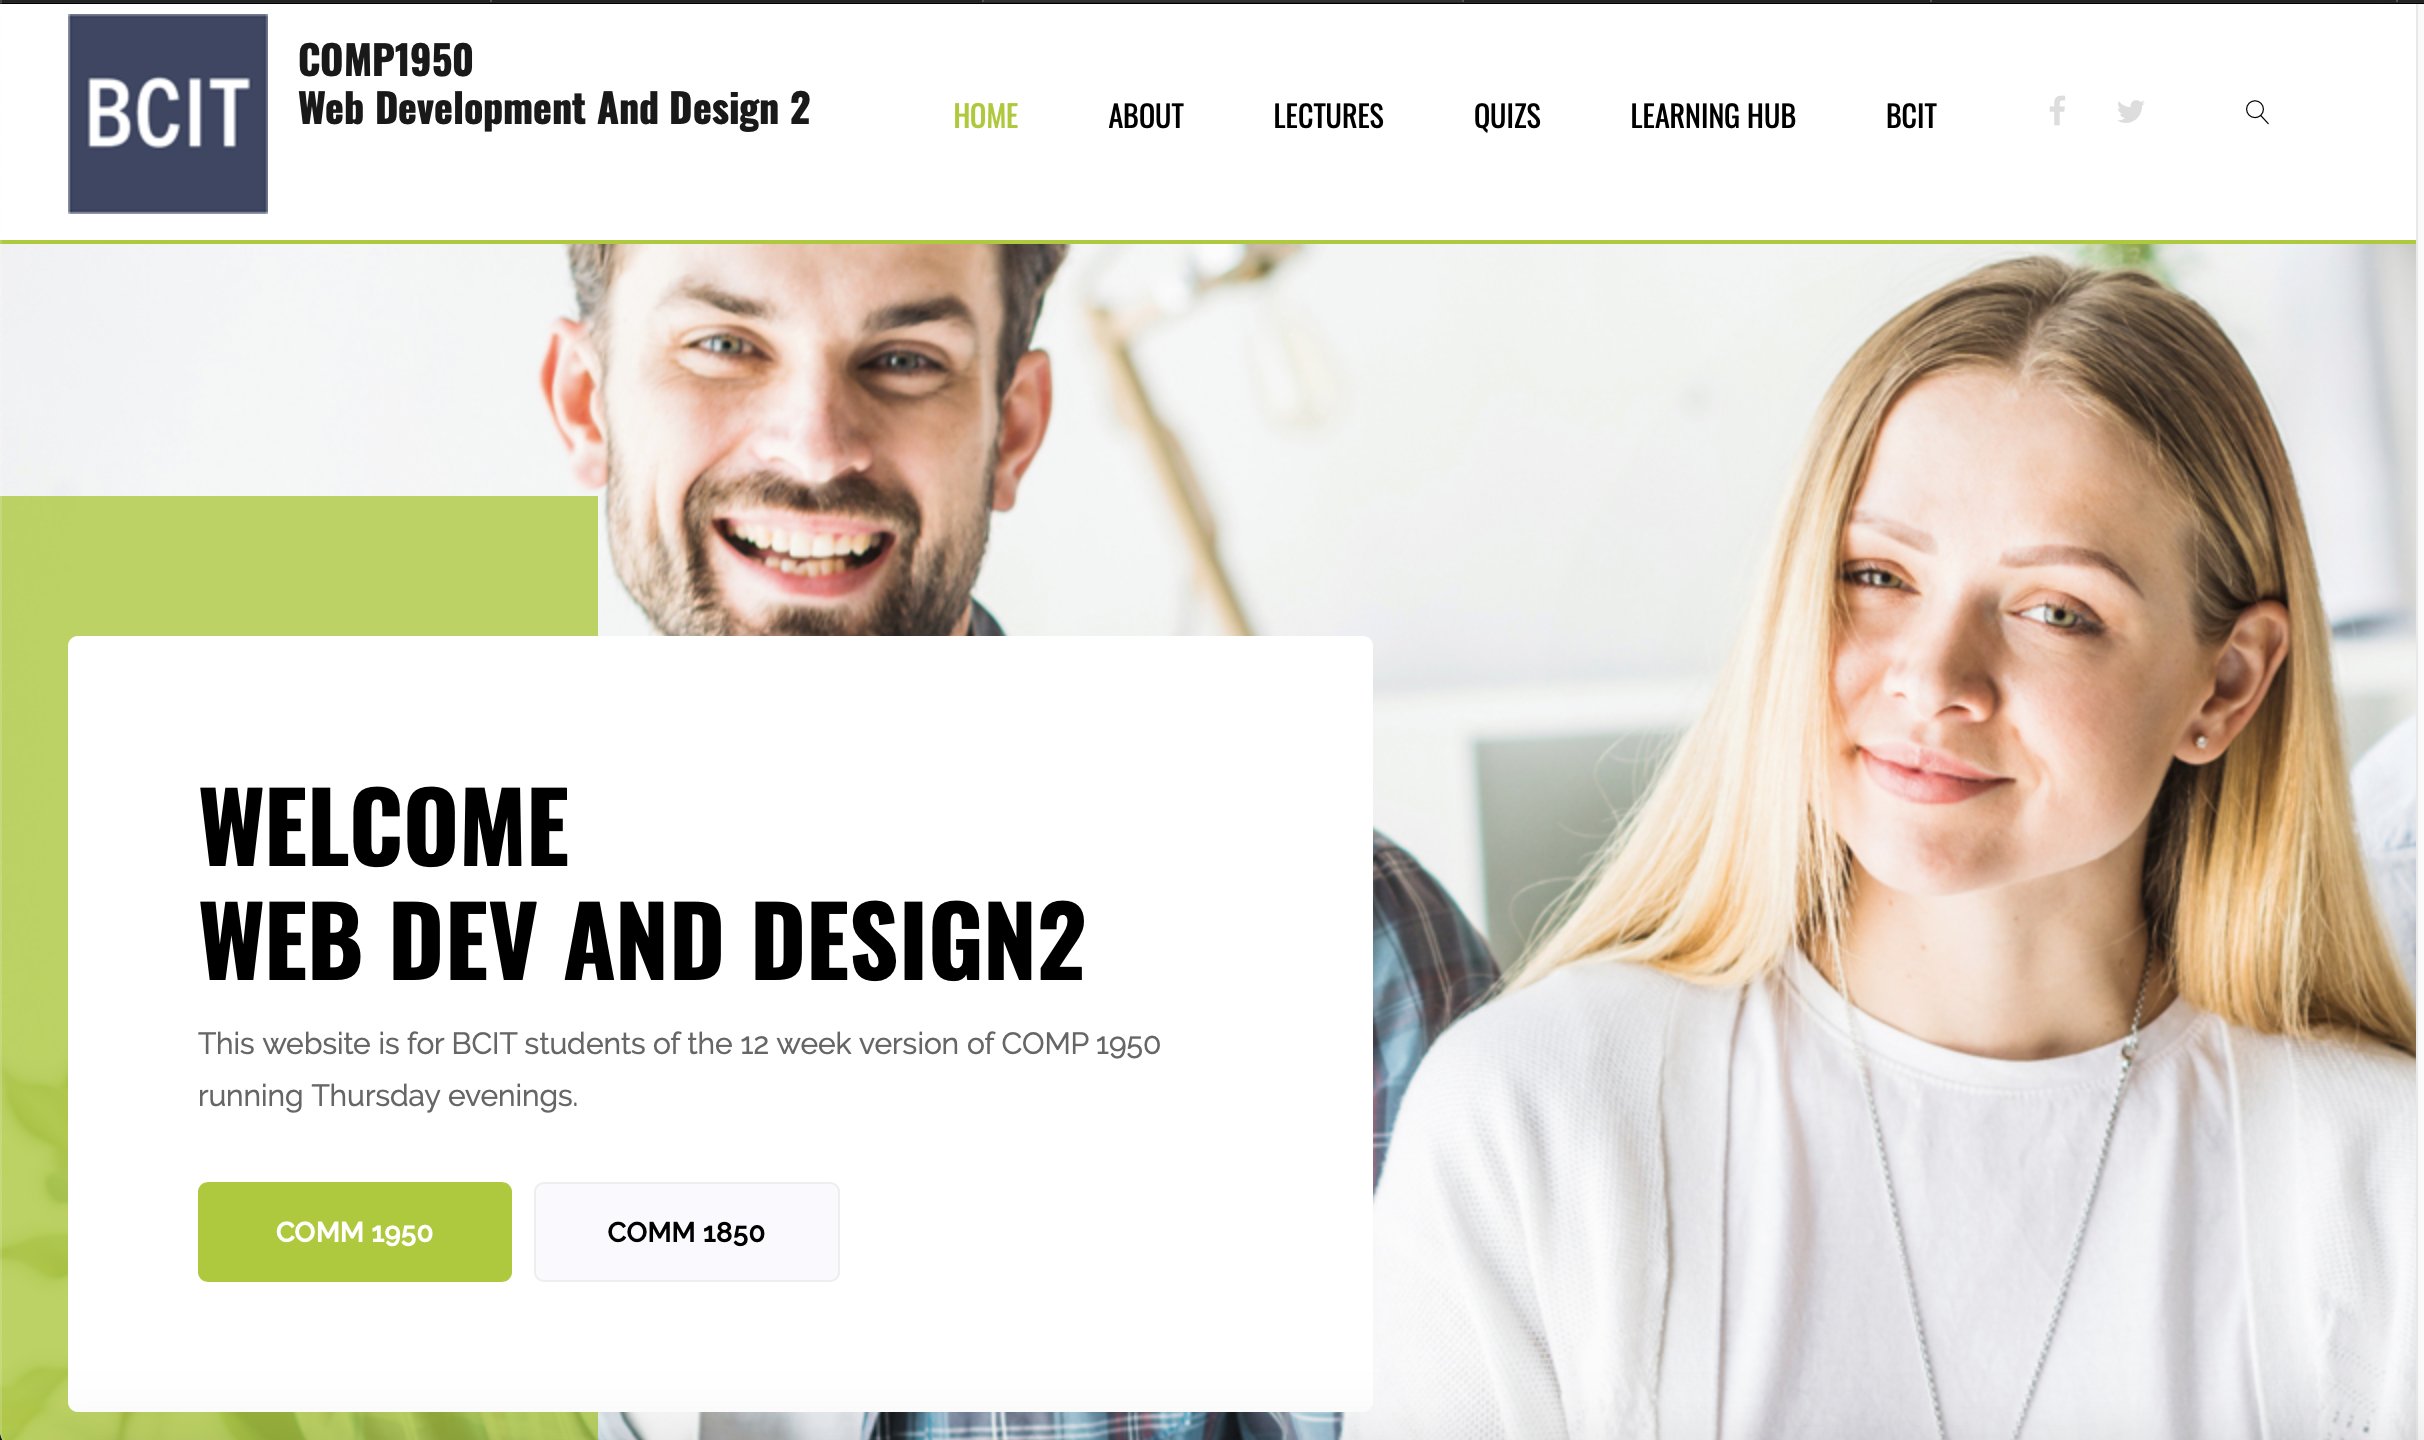 BCIT
COMP1950
Web Development And Design 2
HOME
ABOUT
LECTURES
QUIZS
LEARNING HUB
BCIT
WELCOME
WEB DEV AND DESIGN2
This website is for BCIT students of the 12 week version of COMP 1950
running Thursday evenings.
COMM 1950
COMM 1850